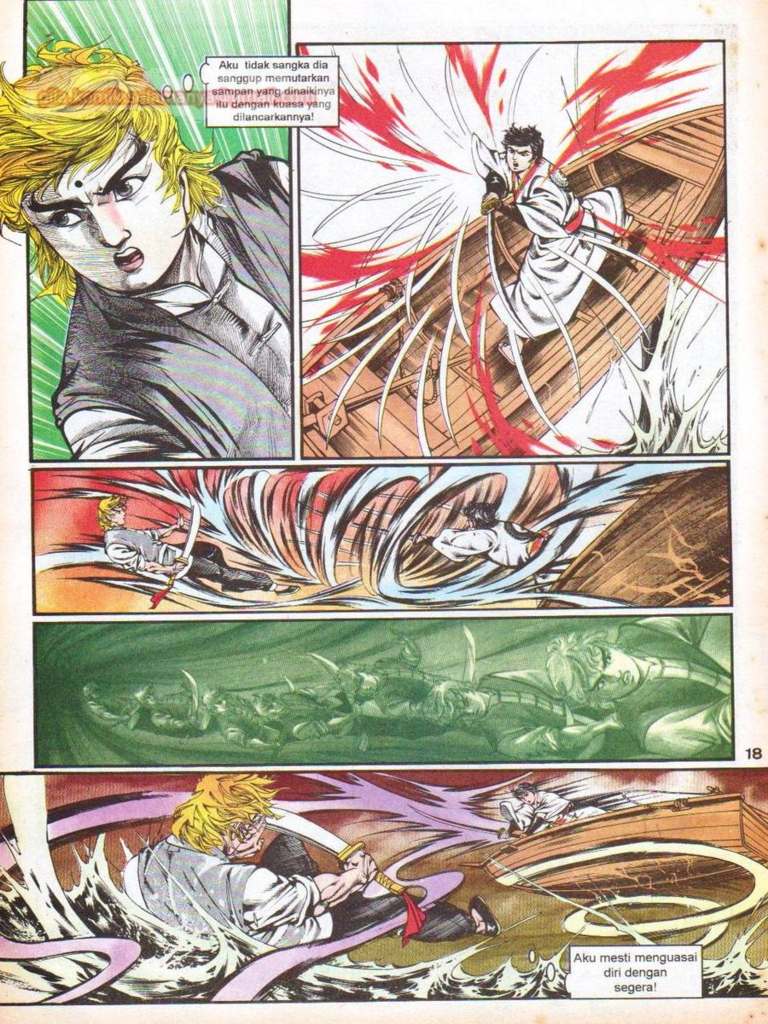 Aku tidak sangka dia
sanggup memutarkan
sampan yang dinaikinya
itu dengan kuasa yang
dilancarkannya!
18
Aku mesti menguasai
diri dengan
segera!